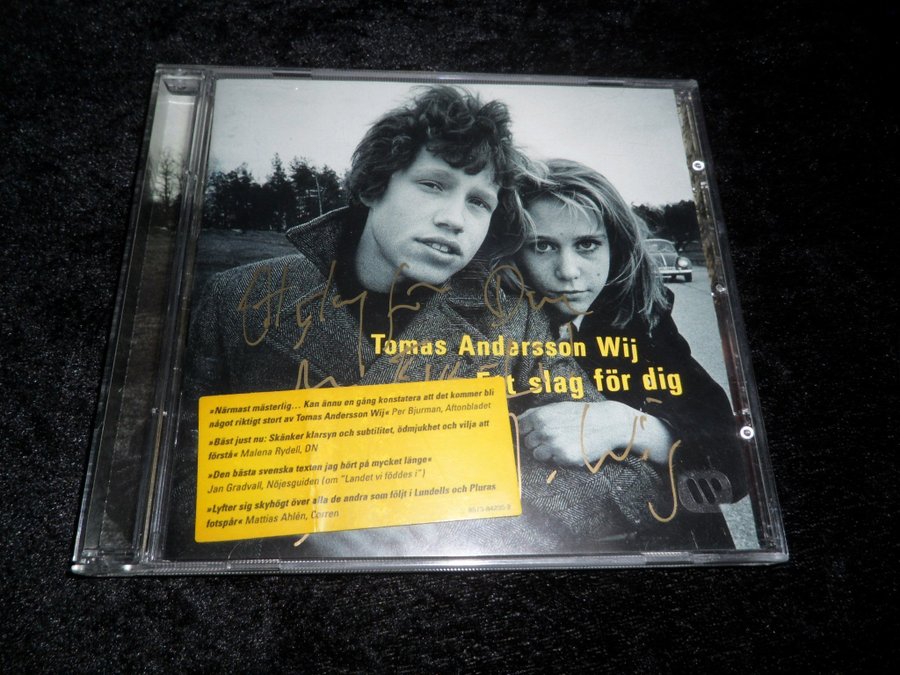 Tomas Andersson Wij
Ett slag för dig
»Närmast mästerlig... Kan ännu en gång konstatera att det kommer bli
något riktigt stort av Tomas Andersson Wij« Per Bjurman, Aftonbladet
»Bäst just nu: Skänker klarsyn och subtilitet, ödmjukhet och vilja att
förstå« Malena Rydell, DN
»Den bästa svenska texten jag hört på mycket länge«
Jan Gradvall, Nöjesguiden (om "Landet vi föddes i")
»Lyfter sig skyhögt över alla de andra som följt i Lundells och Pluras
fotspår« Mattias Ahlén, Corren